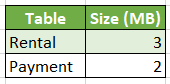 Table Size (MB)
Rental 3
Payment 2